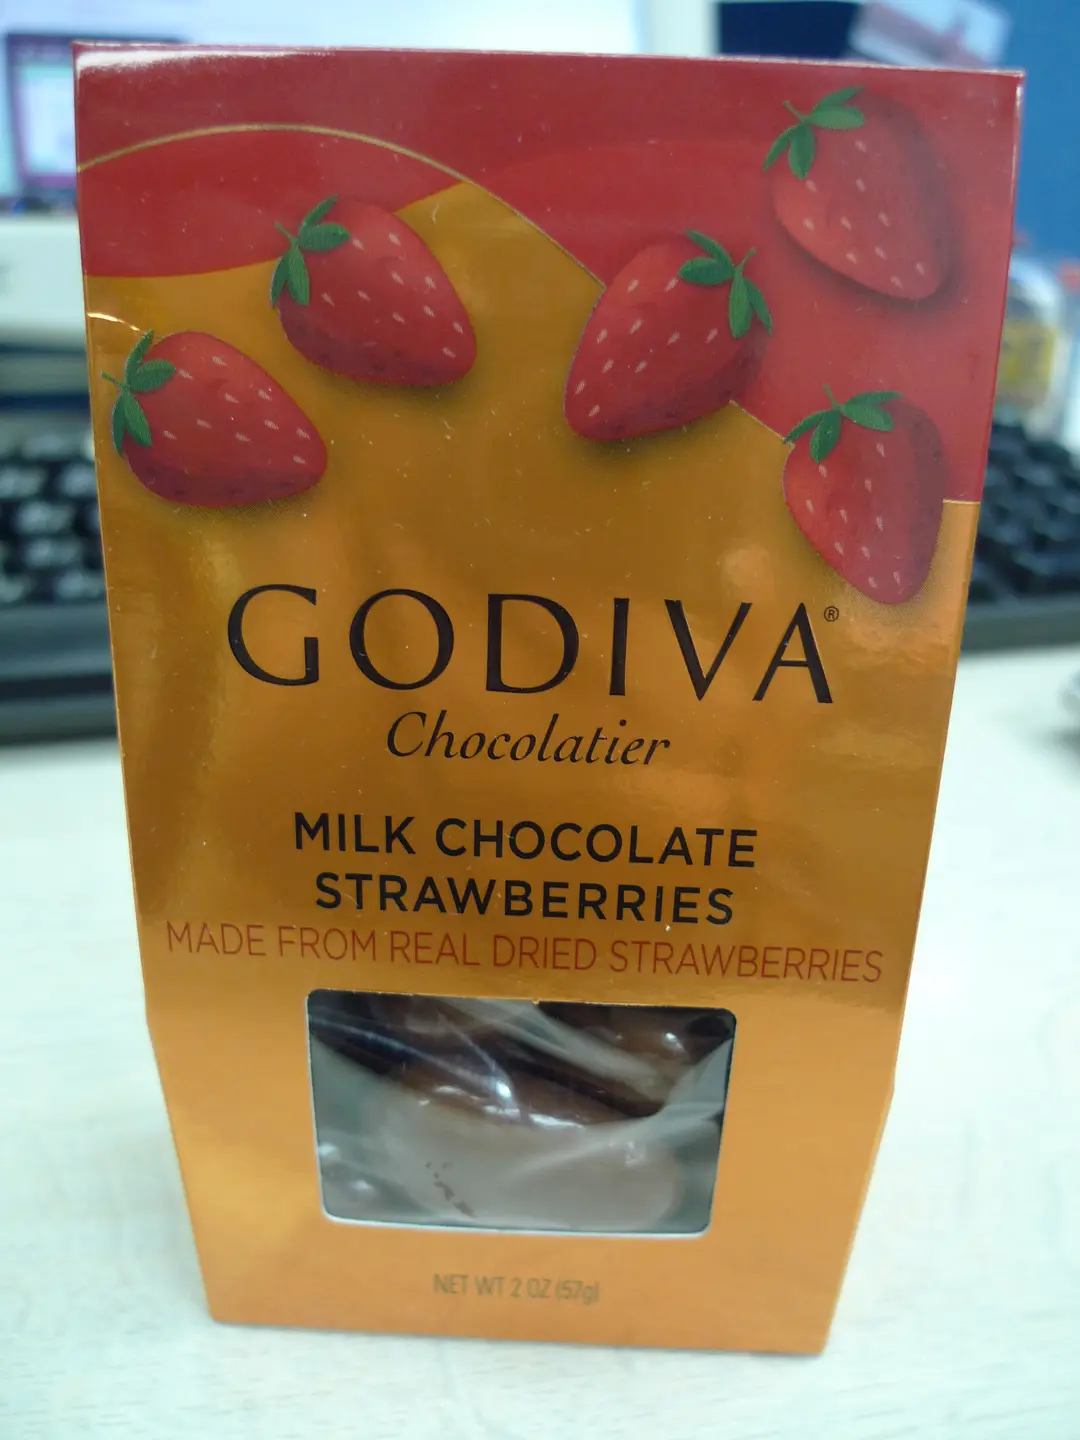 GODIVA®
Chocolatier
MILK CHOCOLATE
STRAWBERRIES
MADE FROM REAL DRIED STRAWBERRIES
NET WT 2 OZ (57g)